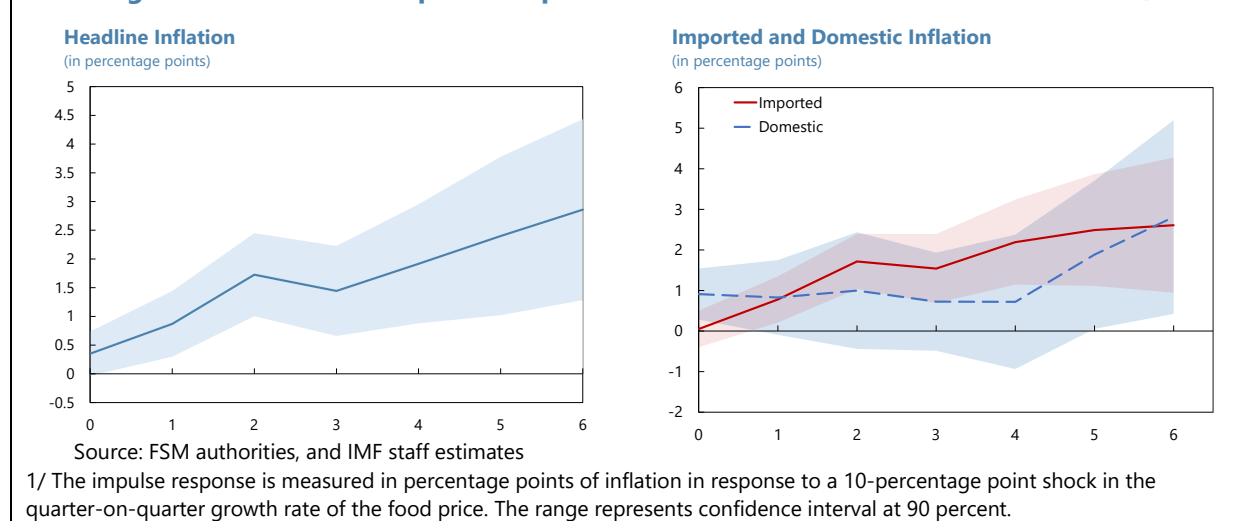 Headline Inflation
(in percentage points)
5
4.5
4
3.5
3
2.5
2
1.5
1
0.5
0
-0.5
0 1 2 3 4 5 6
Imported and Domestic Inflation
(in percentage points)
6
5
4
3
2
1
0
-1
-2
Imported
Domestic
0 1 2 3 4 5 6
Source: FSM authorities, and IMF staff estimates
1/ The impulse response is measured in percentage points of inflation in response to a 10-percentage point shock in the
quarter-on-quarter growth rate of the food price. The range represents confidence interval at 90 percent.